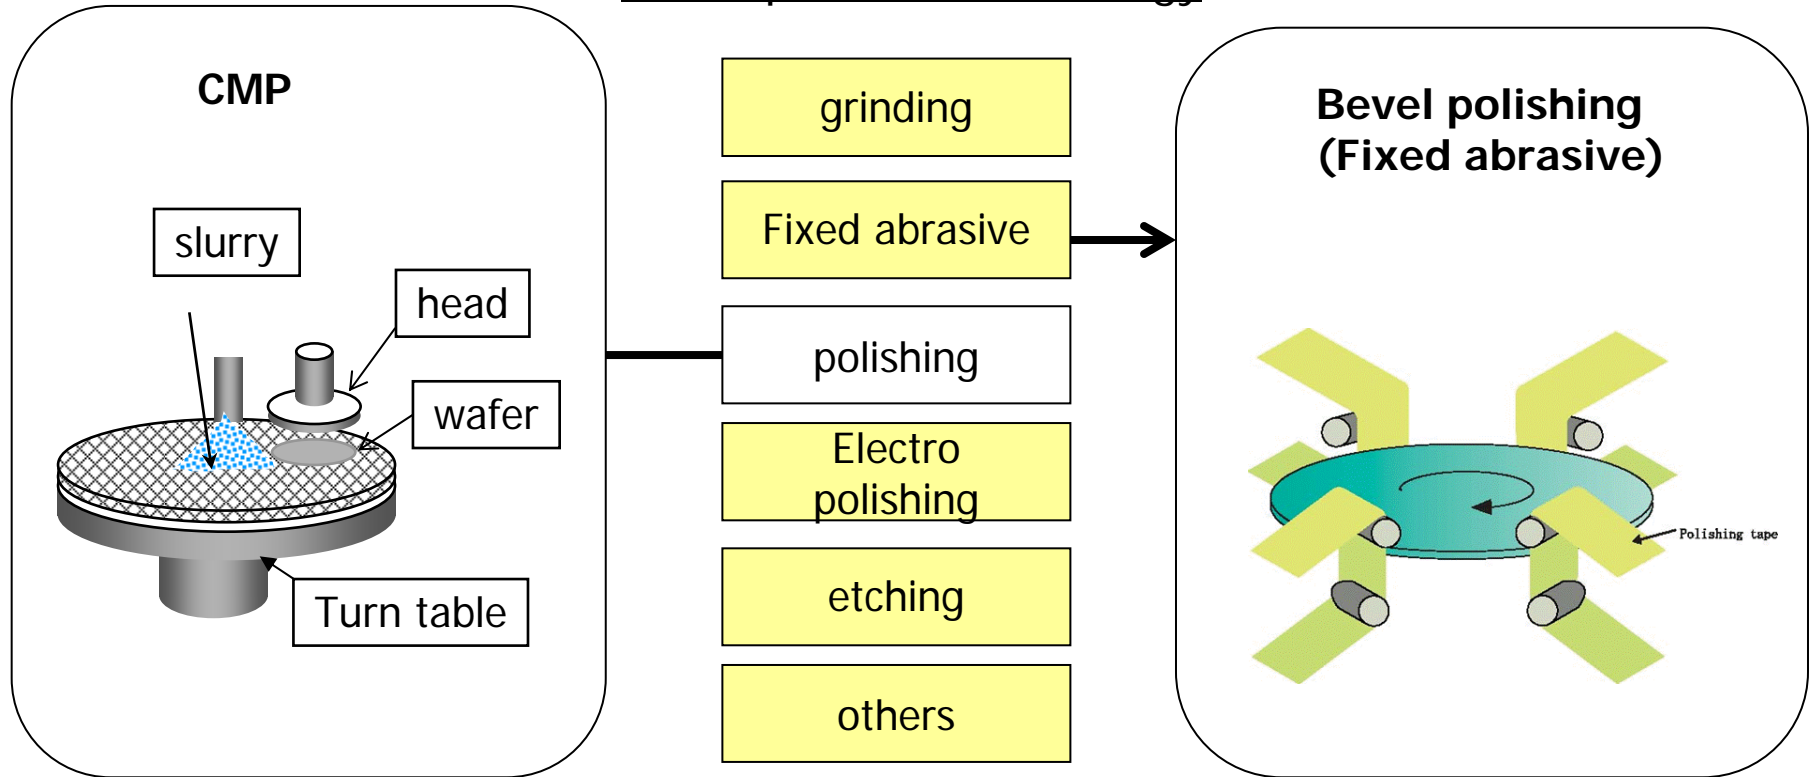 CMP
slurry
head
wafer
Turn table
grinding
Fixed abrasive
polishing
Electro
polishing
etching
others
Bevel polishing
(Fixed abrasive)
Polishing tape